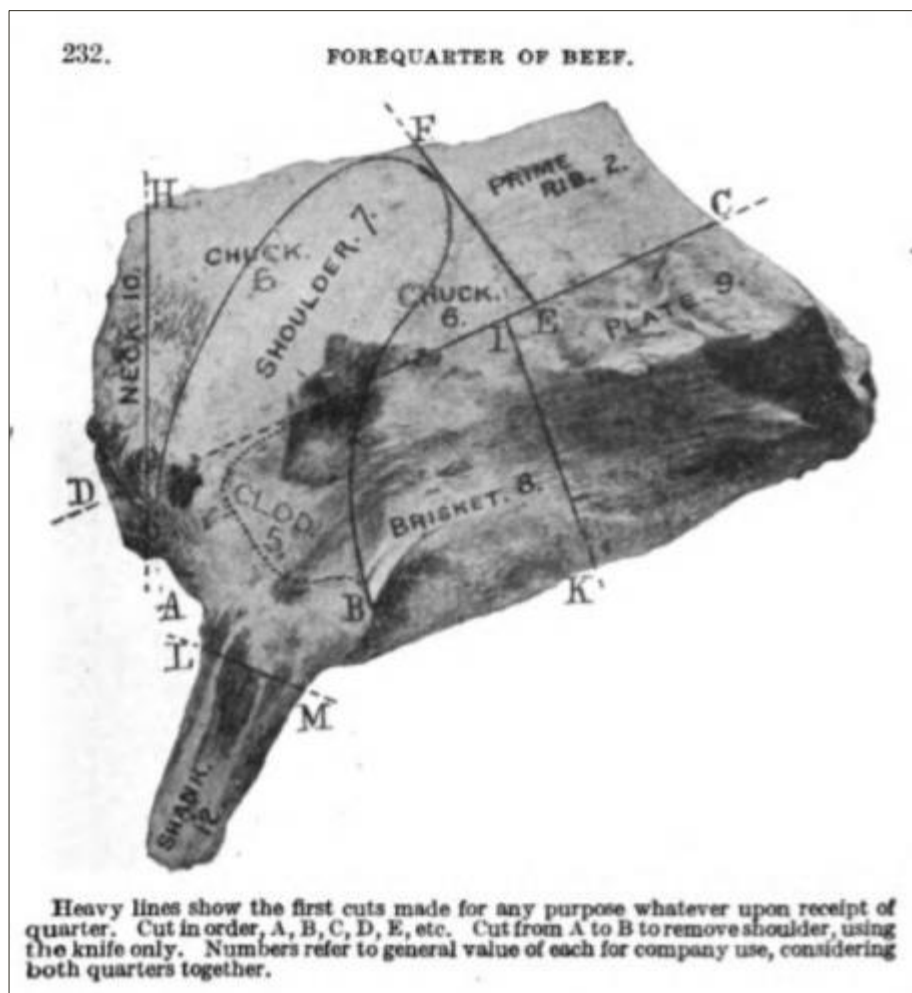 232.
FOREQUARTER OF BEEF.
F
PRIME
RIB. 2.
H
C
CHUCK.
6
SHOULDER. 7.
CHUCK.
6.
I
E
PLATE 9.
NECK. 10.
D
CLOD
5.
BRISKET. 8.
A
B
K
L
M
SHANK.
12.
Heavy lines show the first cuts made for any purpose whatever upon receipt of
quarter. Cut in order, A, B, C, D, E, etc. Cut from A to B to remove shoulder, using
the knife only. Numbers refer to general value of each for company use, considering
both quarters together.